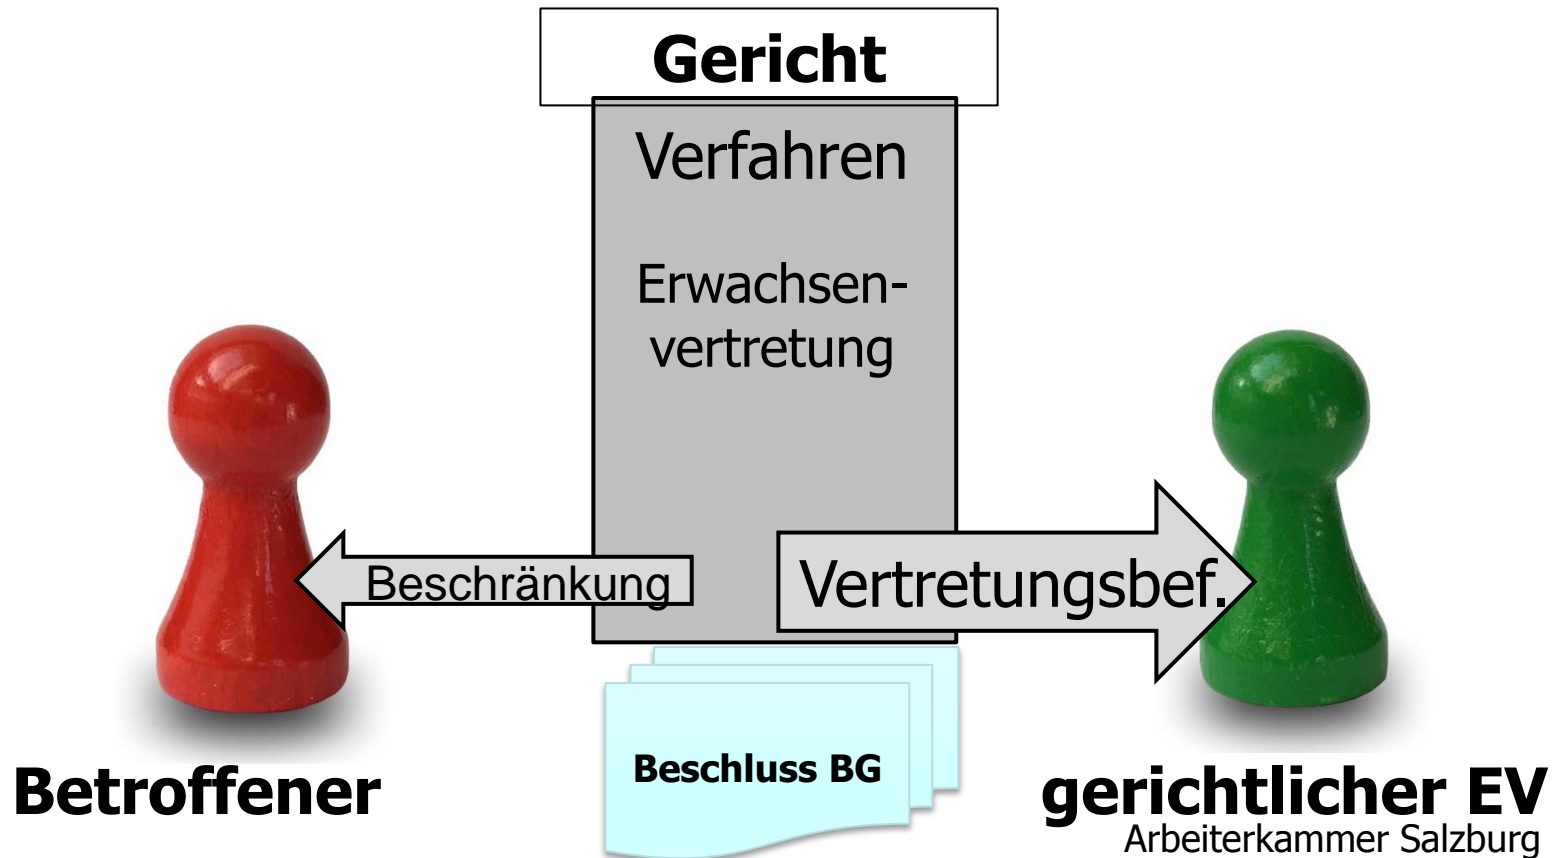 Gericht
Verfahren
Erwachsen-
vertretung
Beschränkung
Vertretungsbef.
Beschluss BG
Betroffener
gerichtlicher EV
Arbeiterkammer Salzburg